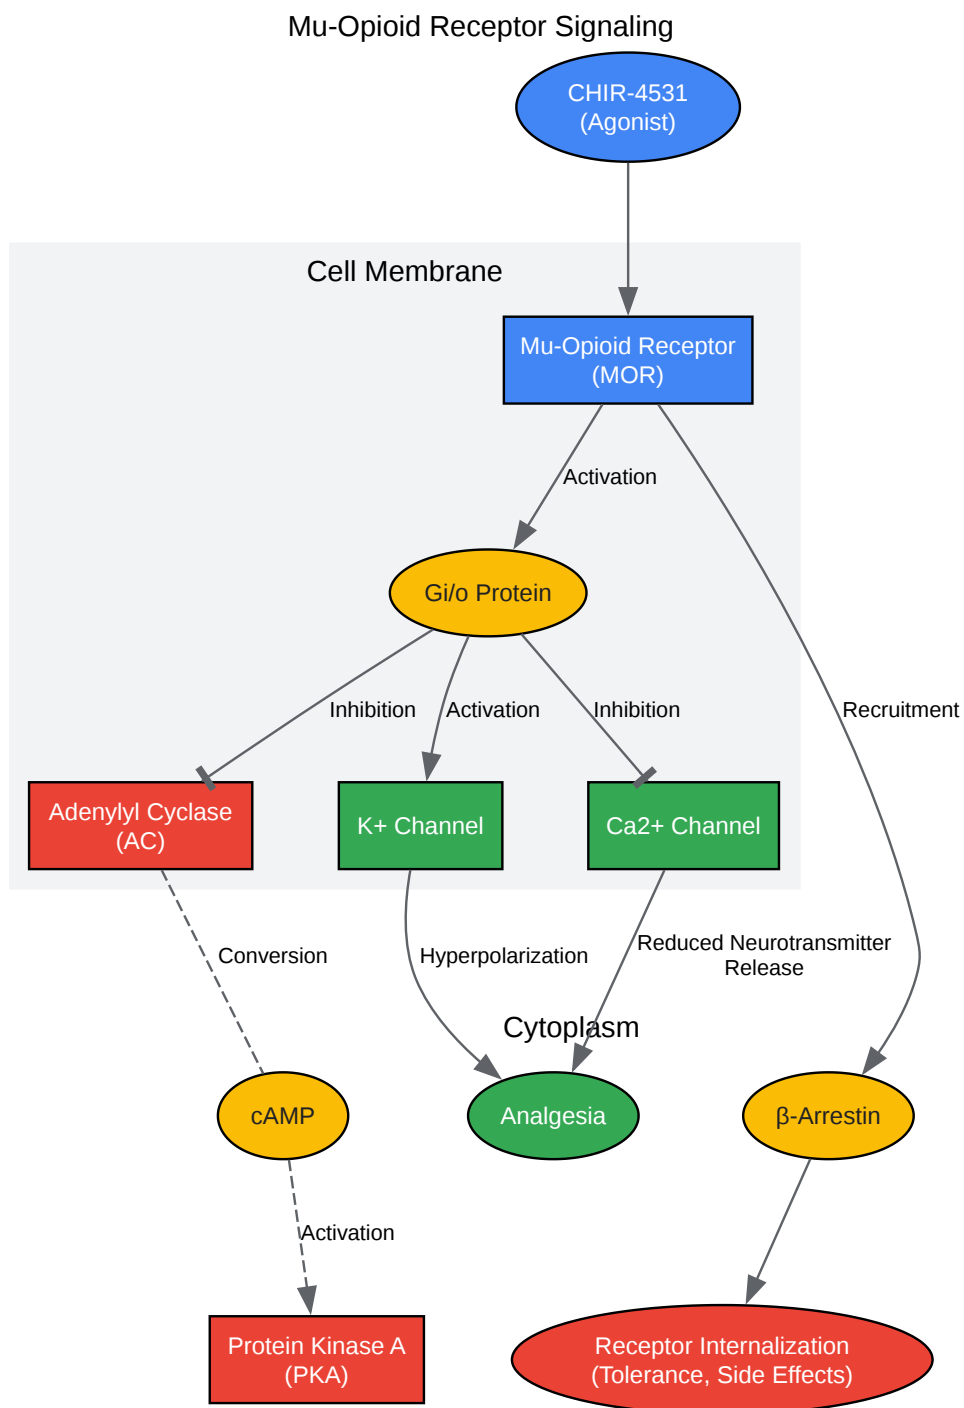 Mu-Opioid Receptor Signaling
CHIR-4531
(Agonist)
Cell Membrane
Mu-Opioid Receptor
(MOR)
Activation
Gi/o Protein
Inhibition
Activation
Inhibition
Recruitment
Adenylyl Cyclase
(AC)
K+ Channel
Ca2+ Channel
Conversion
Hyperpolarization
Reduced Neurotransmitter
Release
Cytoplasm
cAMP
Analgesia
β-Arrestin
Activation
Protein Kinase A
(PKA)
Receptor Internalization
(Tolerance, Side Effects)